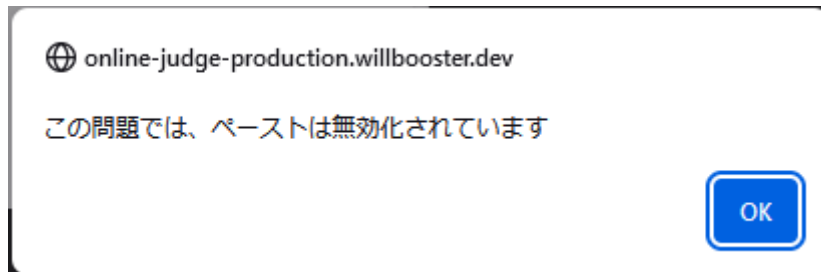 online-judge-production.willbooster.dev
この問題では、ペーストは無効化されています
OK